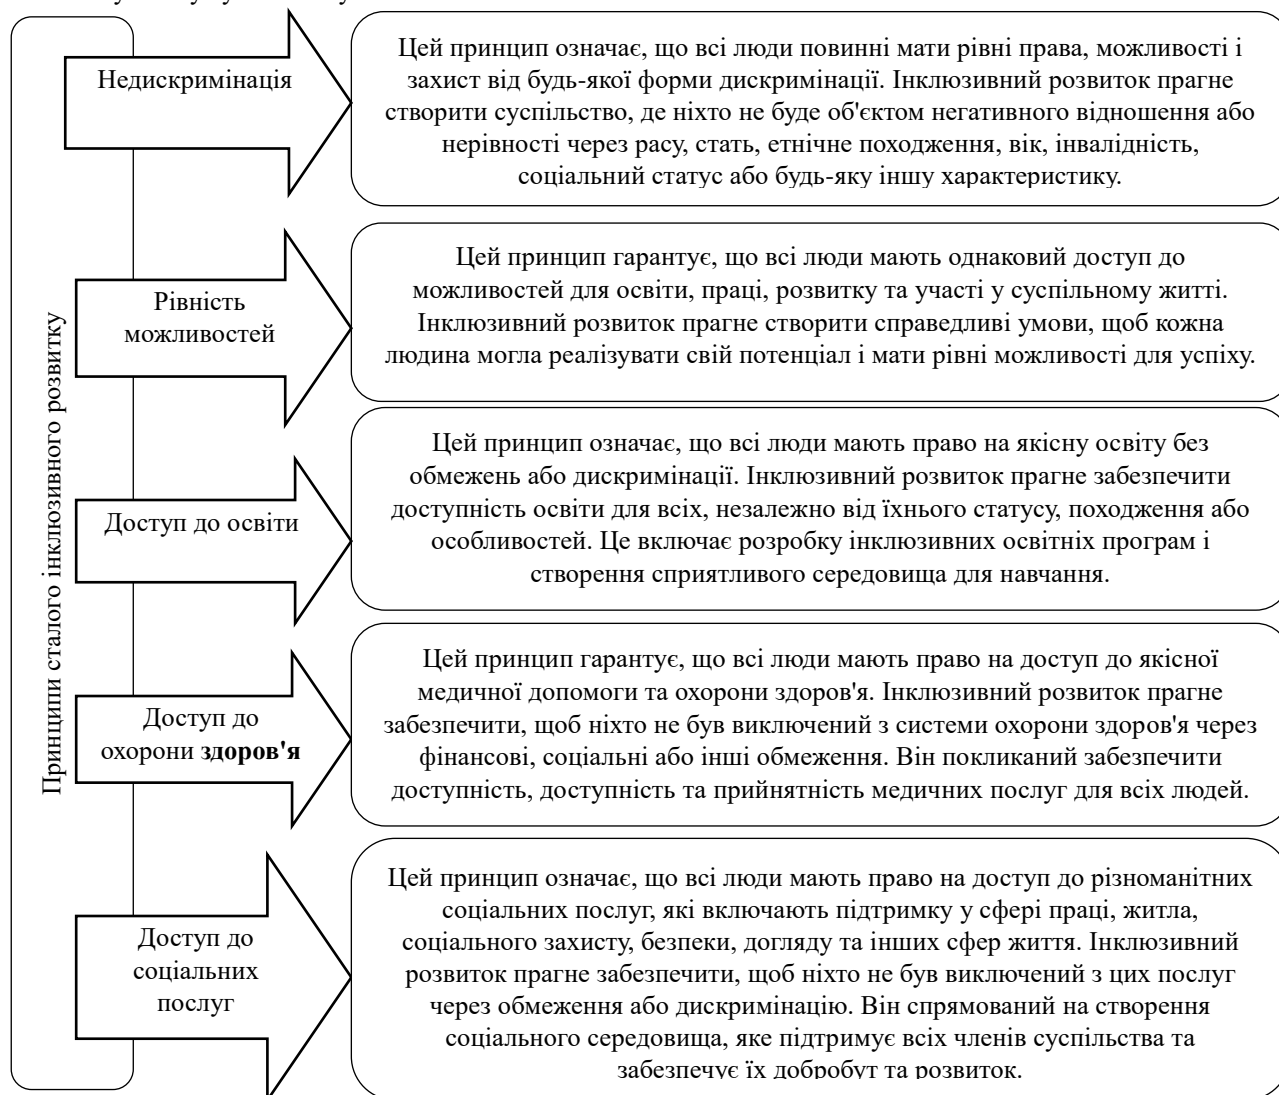 Принципи сталого інклюзивного розвитку
Недискримінація
Цей принцип означає, що всі люди повинні мати рівні права, можливості і
захист від будь-якої форми дискримінації. Інклюзивний розвиток прагне
створити суспільство, де ніхто не буде об'єктом негативного відношення або
нерівності через расу, стать, етнічне походження, вік, інвалідність,
соціальний статус або будь-яку іншу характеристику.
Рівність
можливостей
Цей принцип гарантує, що всі люди мають однаковий доступ до
можливостей для освіти, праці, розвитку та участі у суспільному житті.
Інклюзивний розвиток прагне створити справедливі умови, щоб кожна
людина могла реалізувати свій потенціал і мати рівні можливості для успіху.
Доступ до освіти
Цей принцип означає, що всі люди мають право на якісну освіту без
обмежень або дискримінації. Інклюзивний розвиток прагне забезпечити
доступність освіти для всіх, незалежно від їхнього статусу, походження або
особливостей. Це включає розробку інклюзивних освітніх програм і
створення сприятливого середовища для навчання.
Доступ до
охорони здоров'я
Цей принцип гарантує, що всі люди мають право на доступ до якісної
медичної допомоги та охорони здоров'я. Інклюзивний розвиток прагне
забезпечити, щоб ніхто не був виключений з системи охорони здоров'я через
фінансові, соціальні або інші обмеження. Він покликаний забезпечити
доступність, доступність та прийнятність медичних послуг для всіх людей.
Доступ до
соціальних
послуг
Цей принцип означає, що всі люди мають право на доступ до різноманітних
соціальних послуг, які включають підтримку у сфері праці, житла,
соціального захисту, безпеки, догляду та інших сфер життя. Інклюзивний
розвиток прагне забезпечити, щоб ніхто не був виключений з цих послуг
через обмеження або дискримінацію. Він спрямований на створення
соціального середовища, яке підтримує всіх членів суспільства та
забезпечує їх добробут та розвиток.